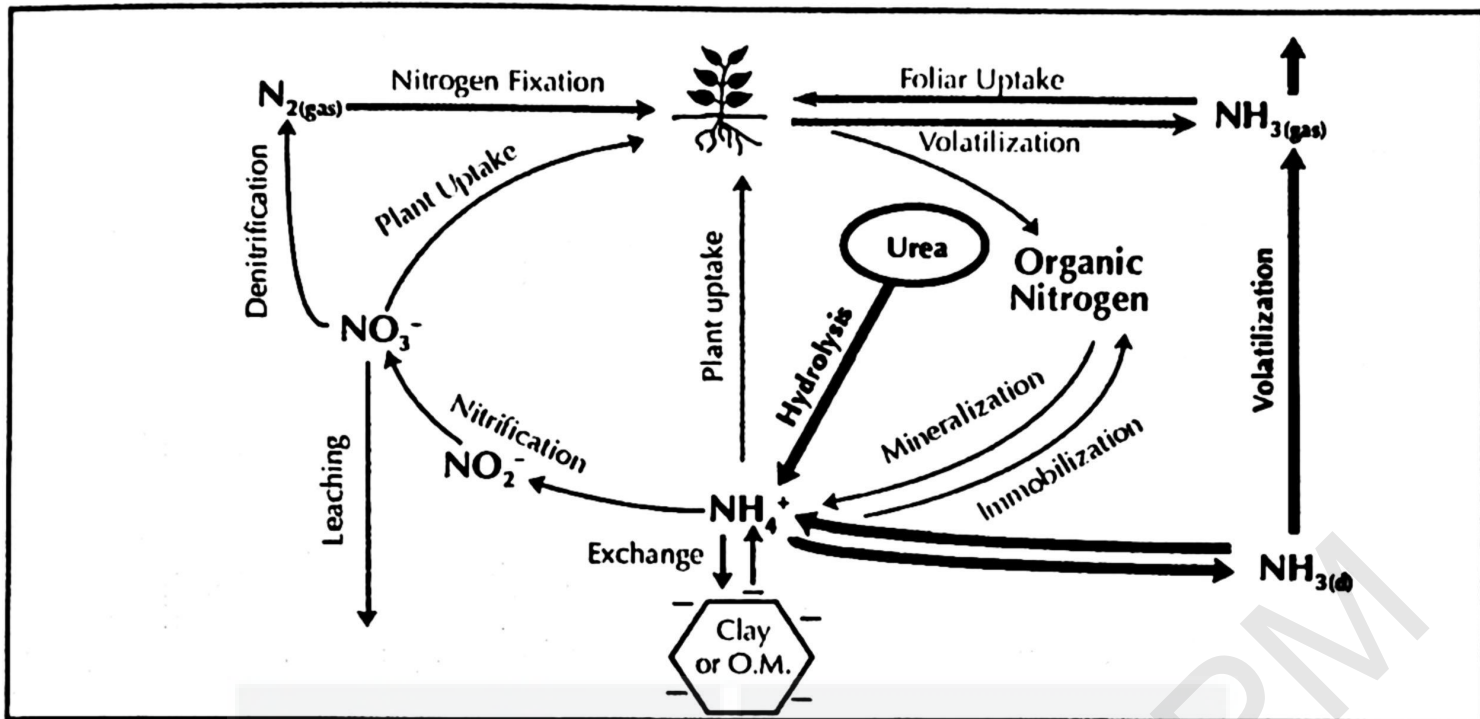 N2(gas)
Nitrogen Fixation
Foliar Uptake
NH3(gas)
Volatilization
Denitrification
Plant Uptake
Plant uptake
Urea
Organic
Nitrogen
Hydrolysis
Volatilization
NO3-
Leaching
Nitrification
NO2-
Mineralization
Immobilization
NH4+
Exchange
NH3(d)
Clay
or O.M.
PM